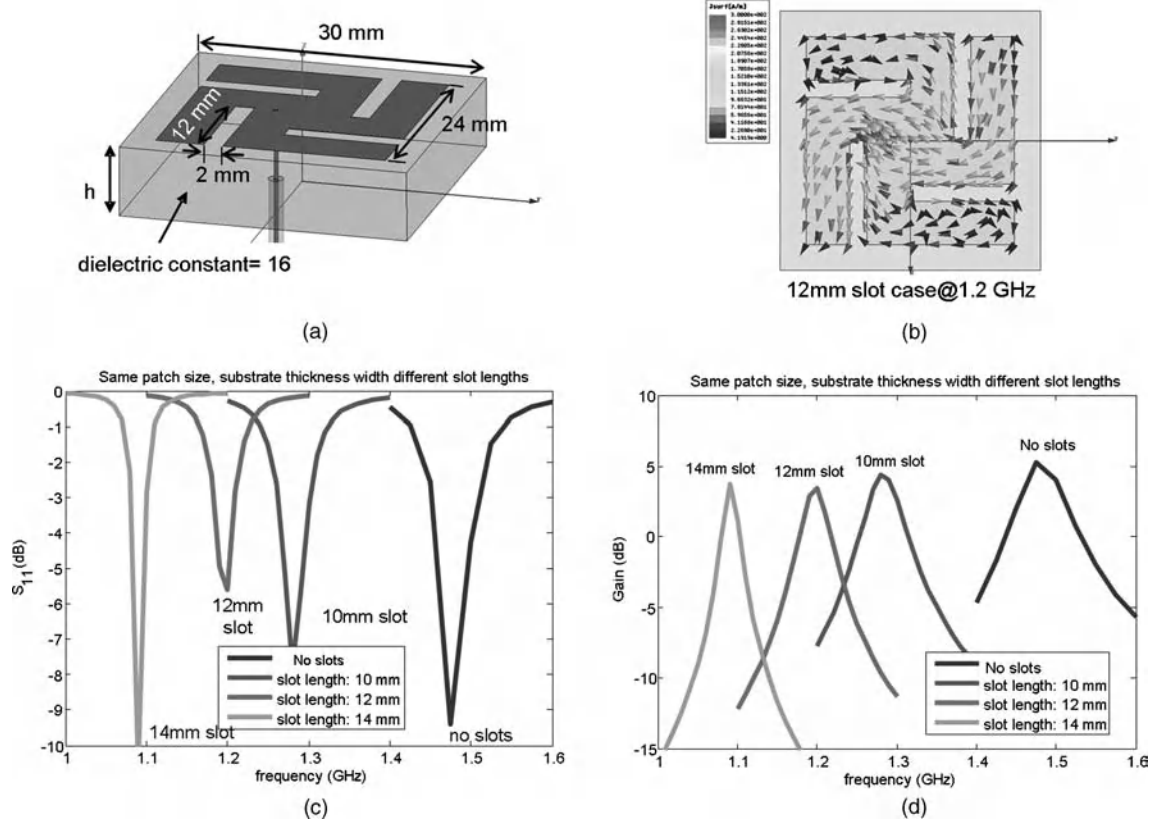 30 mm
12 mm
24 mm
2 mm
h
dielectric constant= 16
(a)
Jsurf[A/m]
12mm slot case@1.2 GHz
(b)
Same patch size, substrate thickness width different slot lengths
0
-1
-2
-3
-4
-5
-6
-7
-8
-9
-10
S11(dB)
12mm
slot
10mm slot
14mm slot
no slots
No slots
slot length: 10 mm
slot length: 12 mm
slot length: 14 mm
1
1.1
1.2
1.3
1.4
1.5
1.6
frequency (GHz)
(c)
Same patch size, substrate thickness width different slot lengths
10
5
0
-5
-10
-15
Gain (dB)
14mm slot
12mm slot
10mm slot
No slots
No slots
slot length: 10 mm
slot length: 12 mm
slot length: 14 mm
1
1.1
1.2
1.3
1.4
1.5
1.6
frequency (GHz)
(d)